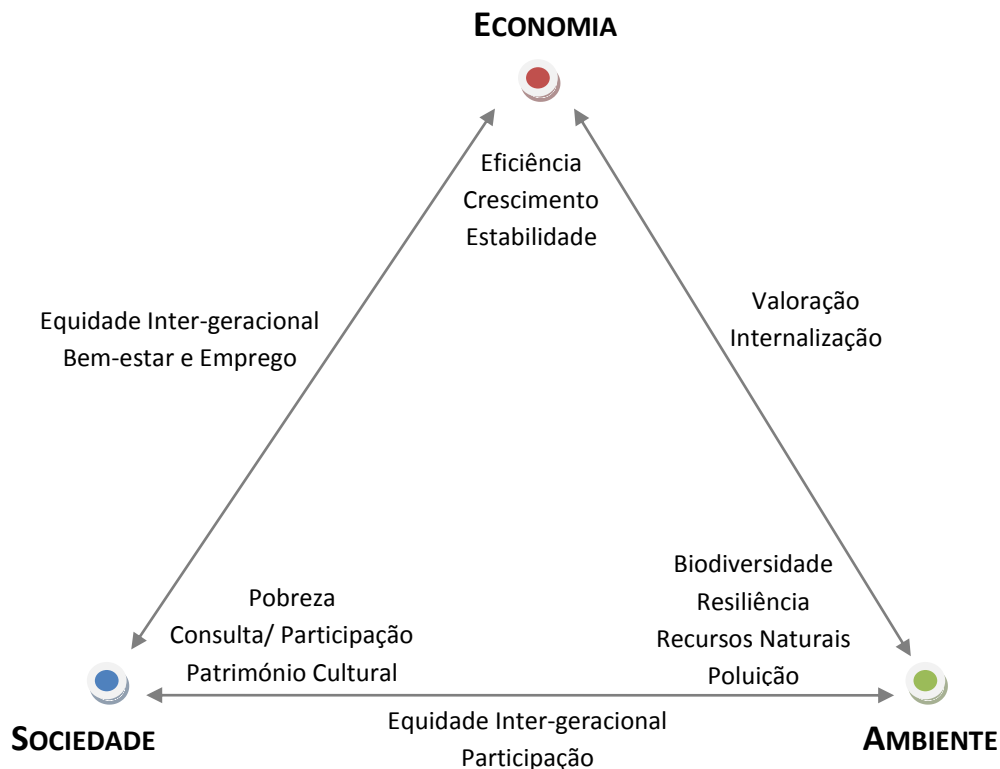 ECONOMIA
Eficiência
Crescimento
Estabilidade
Valoração
Internalização
Equidade Inter-geracional
Bem-estar e Emprego
Biodiversidade
Resiliência
Recursos Naturais
Poluição
Pobreza
Consulta/ Participação
Património Cultural
SOCIEDADE
Equidade Inter-geracional
Participação
AMBIENTE